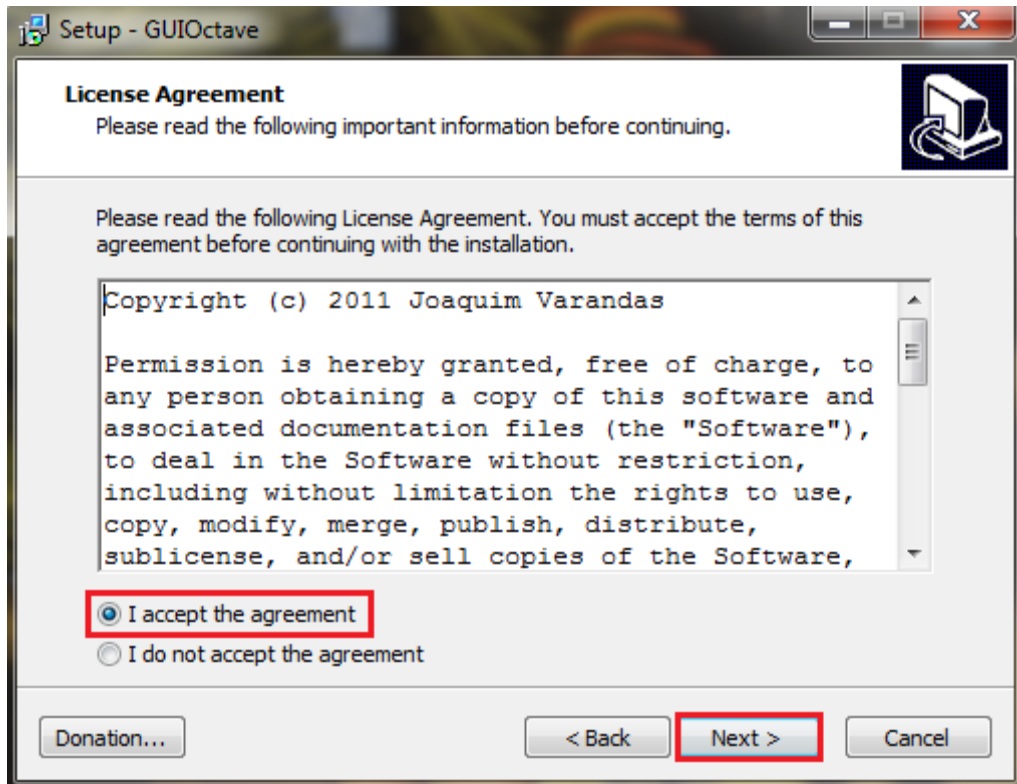 Setup - GUIOctave
License Agreement
Please read the following important information before continuing.
Please read the following License Agreement. You must accept the terms of this
agreement before continuing with the installation.
Copyright (c) 2011 Joaquim Varandas
Permission is hereby granted, free of charge, to
any person obtaining a copy of this software and
associated documentation files (the "Software"),
to deal in the Software without restriction,
including without limitation the rights to use,
copy, modify, merge, publish, distribute,
sublicense, and/or sell copies of the Software,
I accept the agreement
I do not accept the agreement
Donation... < Back Next > Cancel